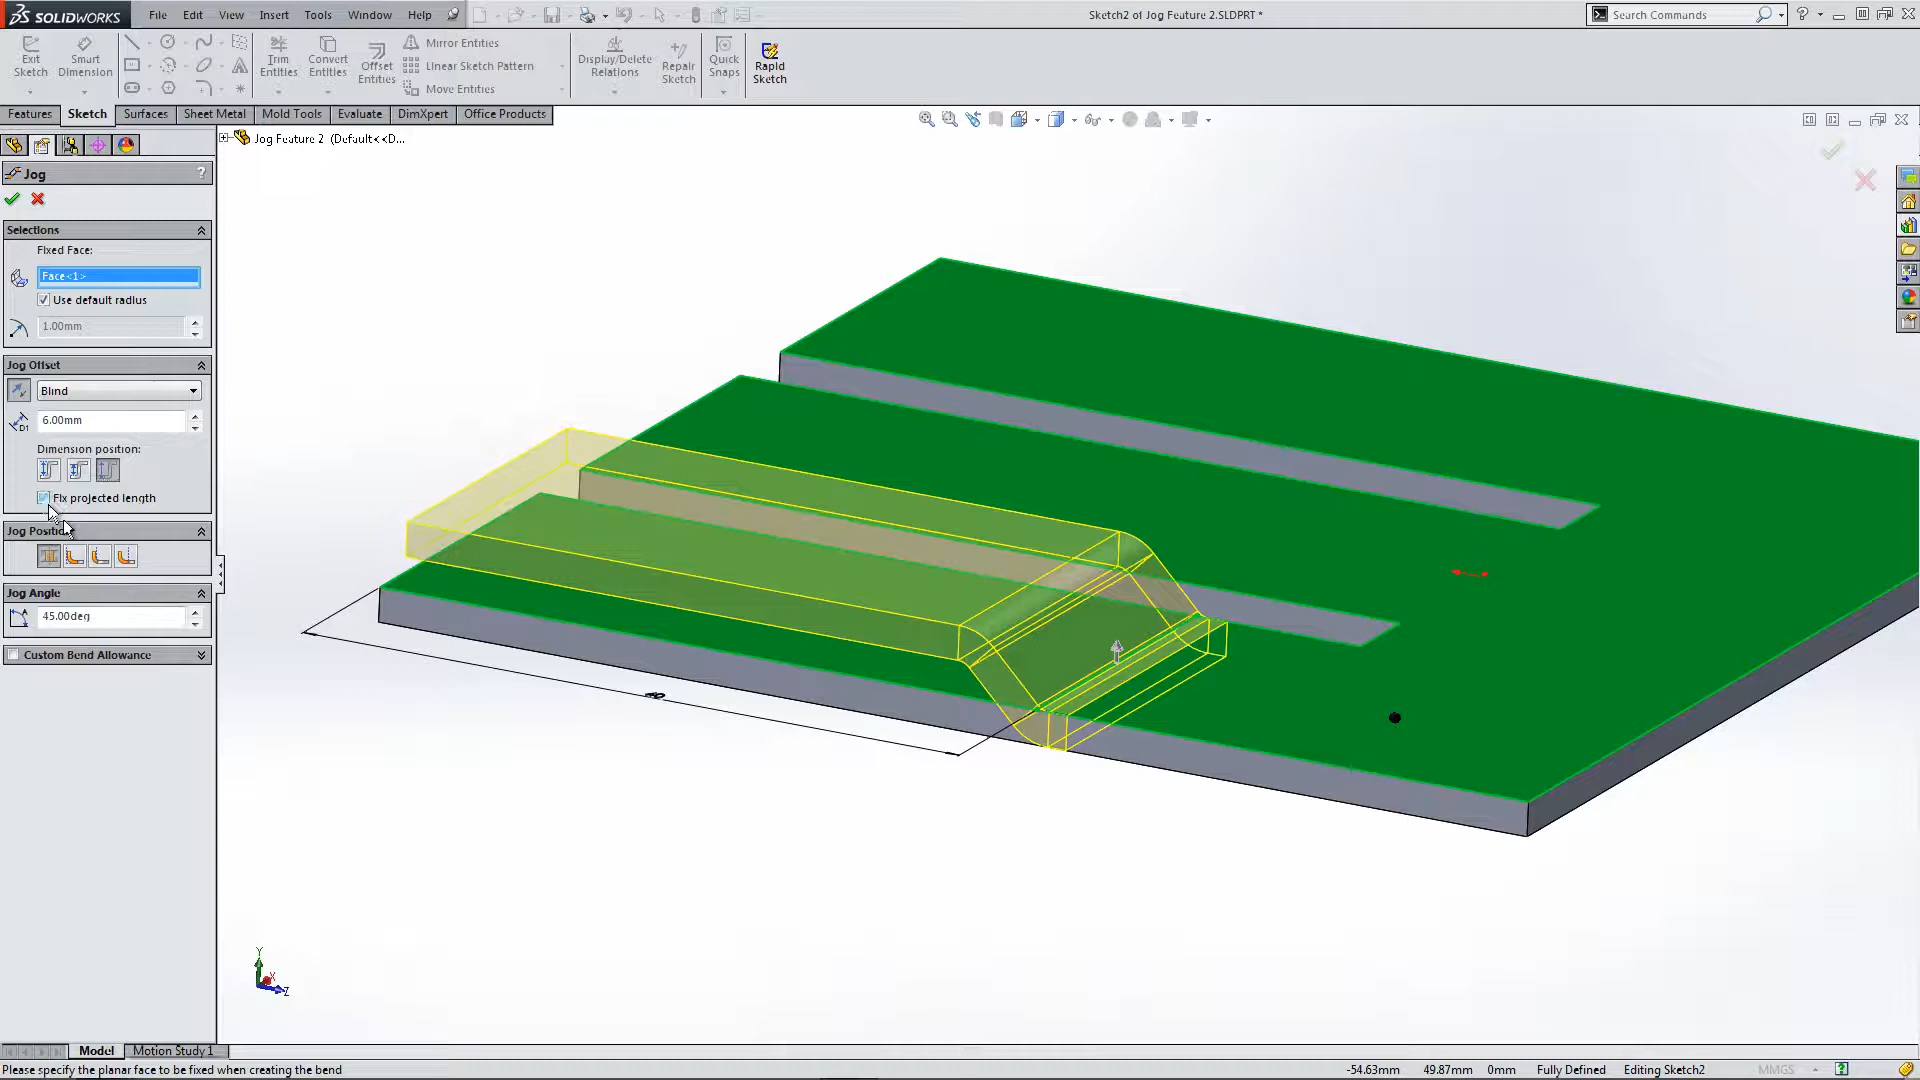 SOLIDWORKS File Edit View Insert Tools Window Help Sketch2 of Jog Feature 2.SLDPRT * Search Commands
Exit Sketch Smart Dimension Trim Entities Convert Entities Offset Entities Mirror Entities Linear Sketch Pattern Move Entities Display/Delete Relations Repair Sketch Quick Snaps Rapid Sketch
Features Sketch Surfaces Sheet Metal Mold Tools Evaluate DimXpert Office Products
Jog Feature 2 (Default<<D...
Jog ?
Selections
Fixed Face:
Face<1>
Use default radius
1.00mm
Jog Offset
Blind
D1 6.00mm
Dimension position:
Fix projected length
Jog Position
Jog Angle
45.00deg
Custom Bend Allowance
Y
X
Z
Model Motion Study 1
Please specify the planar face to be fixed when creating the bend -54.63mm 49.87mm 0mm Fully Defined Editing Sketch2 MMGS